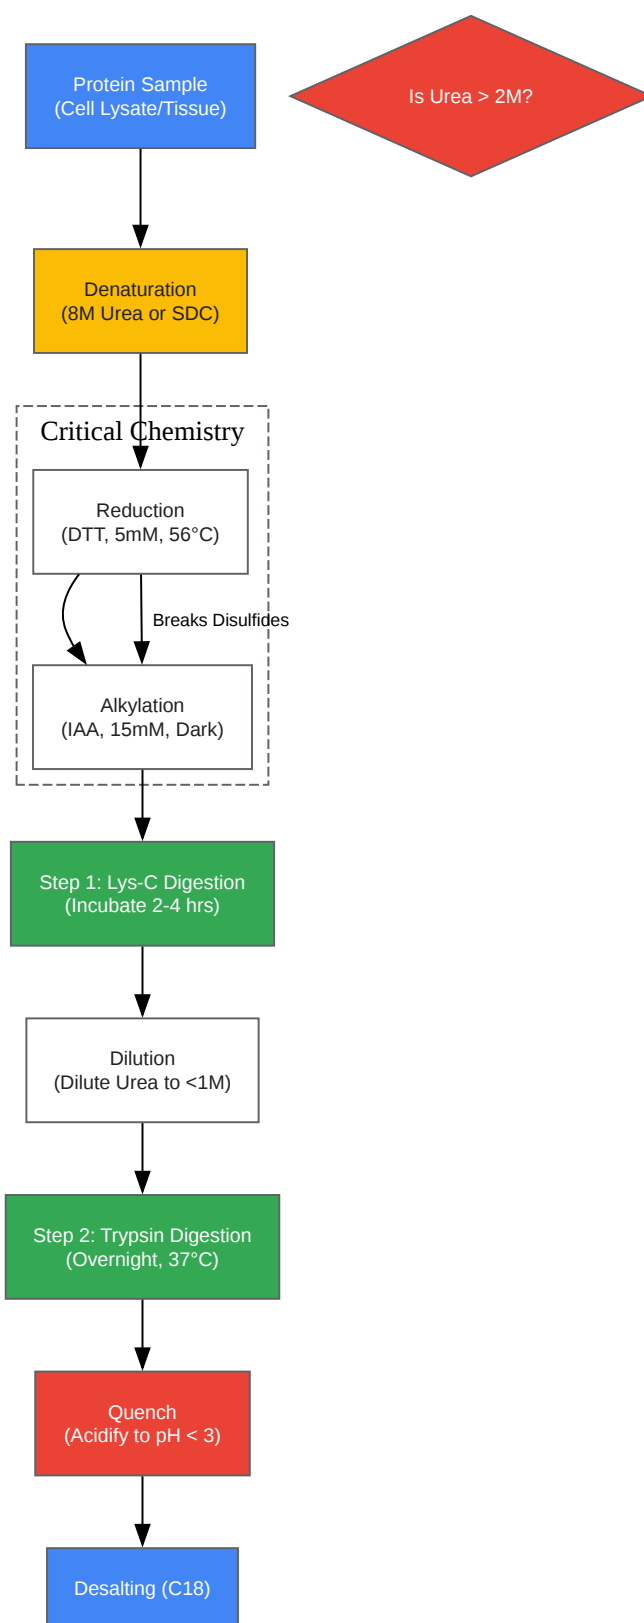 Protein Sample
(Cell Lysate/Tissue)
Is Urea > 2M?
Denaturation
(8M Urea or SDC)
Critical Chemistry
Reduction
(DTT, 5mM, 56°C)
Breaks Disulfides
Alkylation
(IAA, 15mM, Dark)
Step 1: Lys-C Digestion
(Incubate 2-4 hrs)
Dilution
(Dilute Urea to <1M)
Step 2: Trypsin Digestion
(Overnight, 37°C)
Quench
(Acidify to pH < 3)
Desalting (C18)